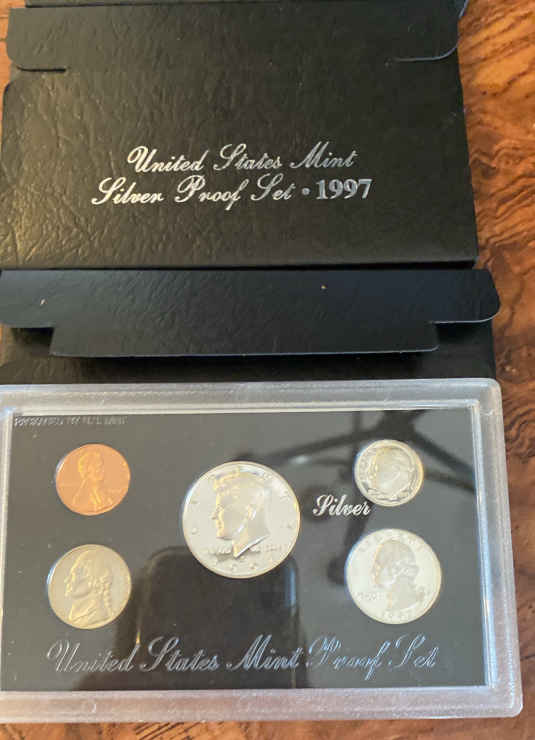 United States Mint
Silver Proof Set • 1997
Silver
United States Mint Proof Set